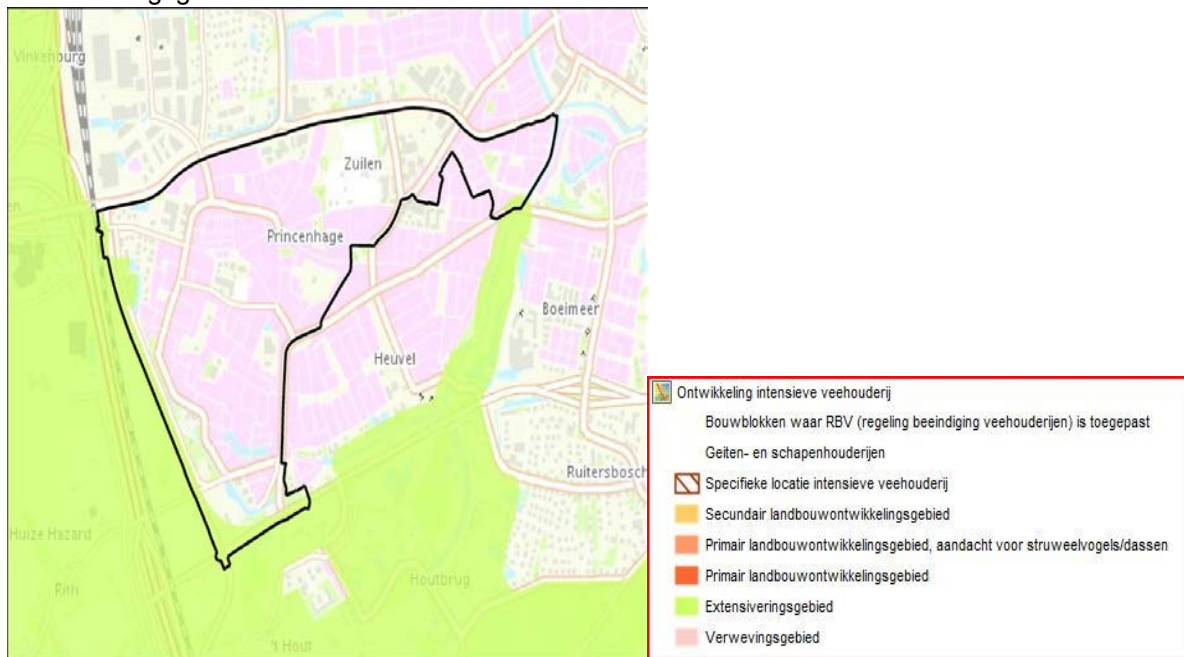 Vinkenburg
Zuilen
Princenhage
Boeimeer
Heuvel
Ruitersbosch
Huize Hazard
Rith
Houtbrug
't Hout
Ontwikkeling intensieve veehouderij
Bouwblokken waar RBV (regeling beeindiging veehouderijen) is toegepast
Geiten- en schapenhouderijen
Specifieke locatie intensieve veehouderij
Secundair landbouwontwikkelingsgebied
Primair landbouwontwikkelingsgebied, aandacht voor struweelvogels/dassen
Primair landbouwontwikkelingsgebied
Extensiveringsgebied
Verwevingsgebied